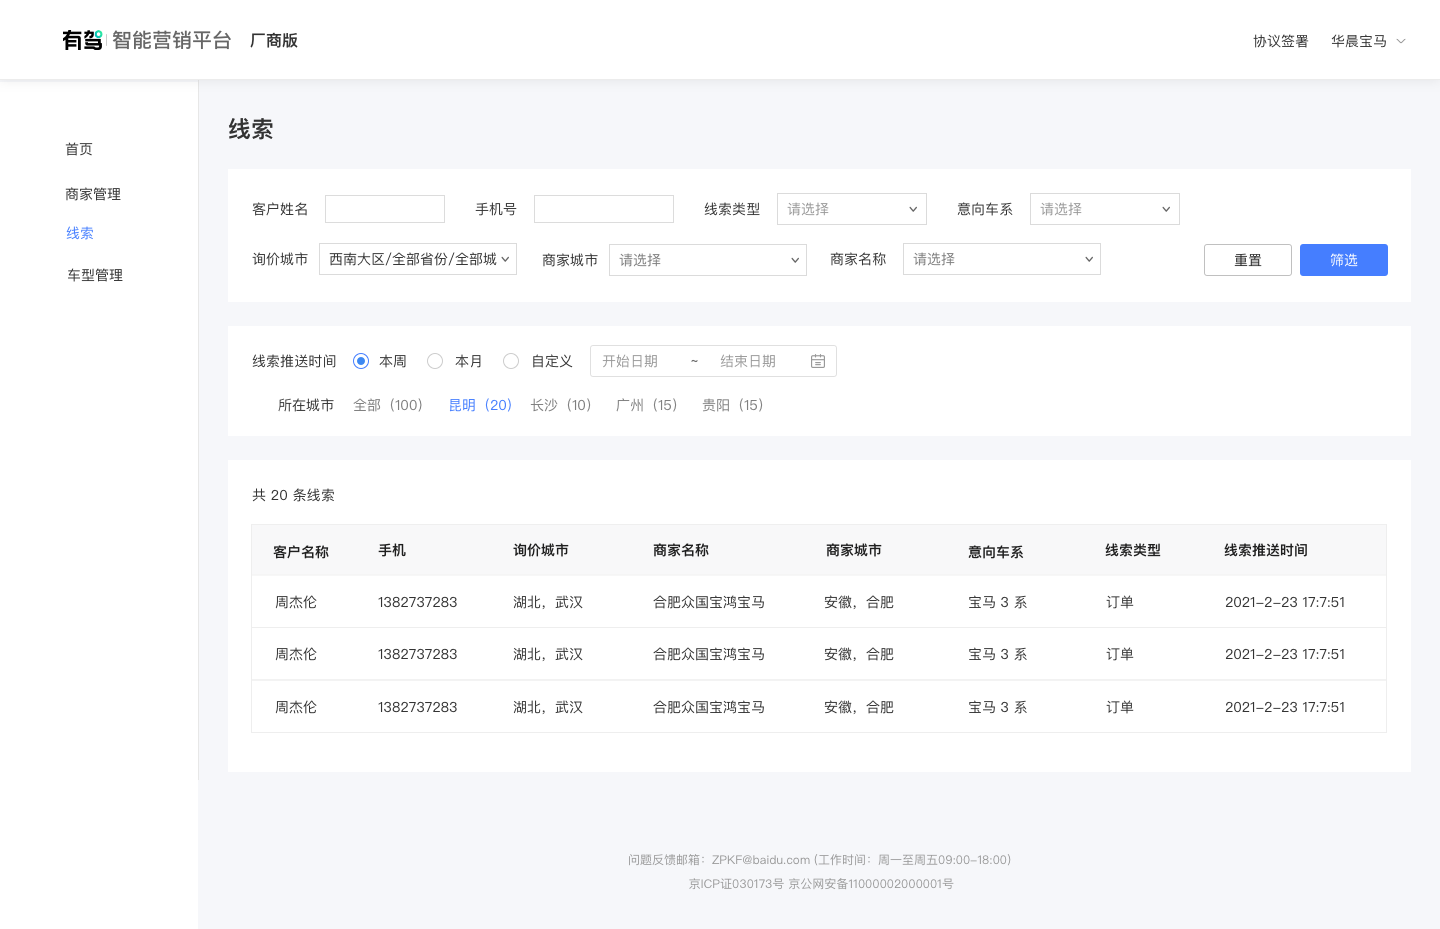 有驾 智能营销平台 厂商版 协议签署 华晨宝马
首页
商家管理
线索
车型管理
线索
客户姓名 手机号 线索类型 请选择 意向车系 请选择
询价城市 西南大区/全部省份/全部城 商家城市 请选择 商家名称 请选择 重置 筛选
线索推送时间 本周 本月 自定义 开始日期 ~ 结束日期
所在城市 全部（100） 昆明（20） 长沙（10） 广州（15） 贵阳（15）
共 20 条线索
客户名称 手机 询价城市 商家名称 商家城市 意向车系 线索类型 线索推送时间
周杰伦 1382737283 湖北，武汉 合肥众国宝鸿宝马 安徽，合肥 宝马 3 系 订单 2021-2-23 17:7:51
周杰伦 1382737283 湖北，武汉 合肥众国宝鸿宝马 安徽，合肥 宝马 3 系 订单 2021-2-23 17:7:51
周杰伦 1382737283 湖北，武汉 合肥众国宝鸿宝马 安徽，合肥 宝马 3 系 订单 2021-2-23 17:7:51
问题反馈邮箱：ZPKF@baidu.com (工作时间：周一至周五09:00-18:00)
京ICP证030173号 京公网安备11000002000001号